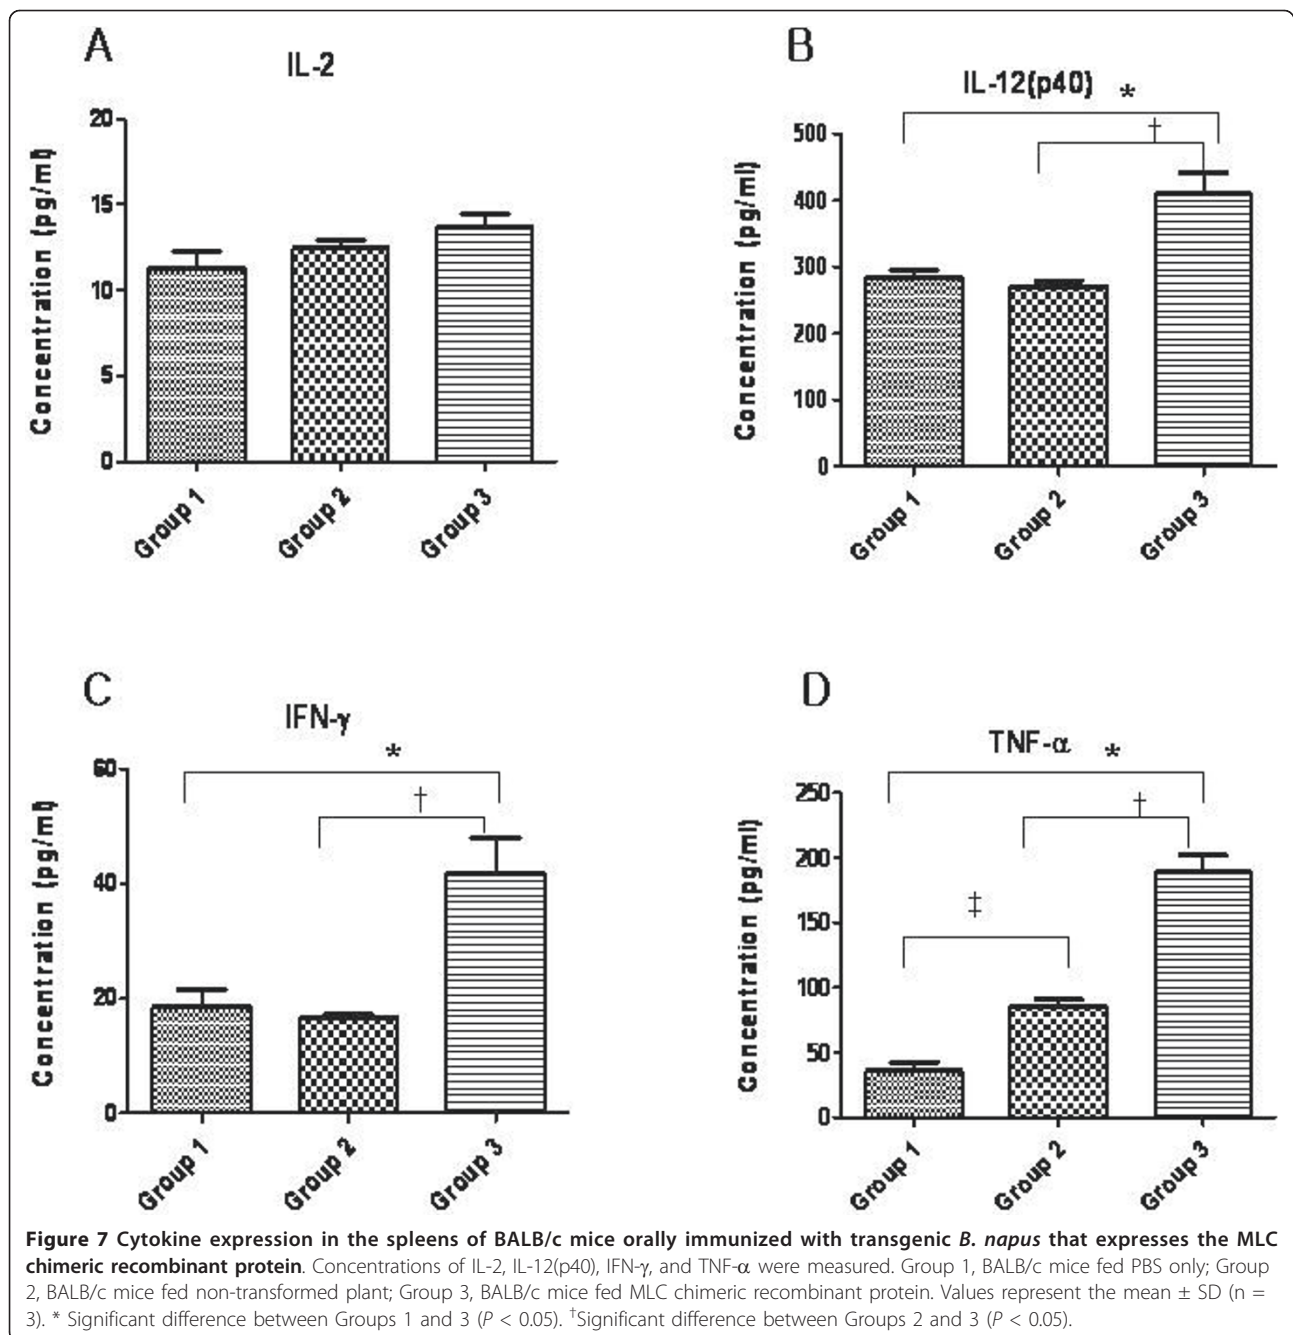 A
IL-2
Concentration (pg/ml)
20
15
10
5
0
Group 1
Group 2
Group 3
B
IL-12(p40)
*
†
Concentration (pg/ml)
500
400
300
200
100
0
Group 1
Group 2
Group 3
C
IFN-γ
*
†
Concentration (pg/ml)
60
40
20
0
Group 1
Group 2
Group 3
D
TNF-α
*
†
‡
Concentration (pg/ml)
250
200
150
100
50
0
Group 1
Group 2
Group 3
Figure 7 Cytokine expression in the spleens of BALB/c mice orally immunized with transgenic B. napus that expresses the MLC
chimeric recombinant protein. Concentrations of IL-2, IL-12(p40), IFN-γ, and TNF-α were measured. Group 1, BALB/c mice fed PBS only; Group
2, BALB/c mice fed non-transformed plant; Group 3, BALB/c mice fed MLC chimeric recombinant protein. Values represent the mean ± SD (n =
3). * Significant difference between Groups 1 and 3 (P < 0.05). †Significant difference between Groups 2 and 3 (P < 0.05).